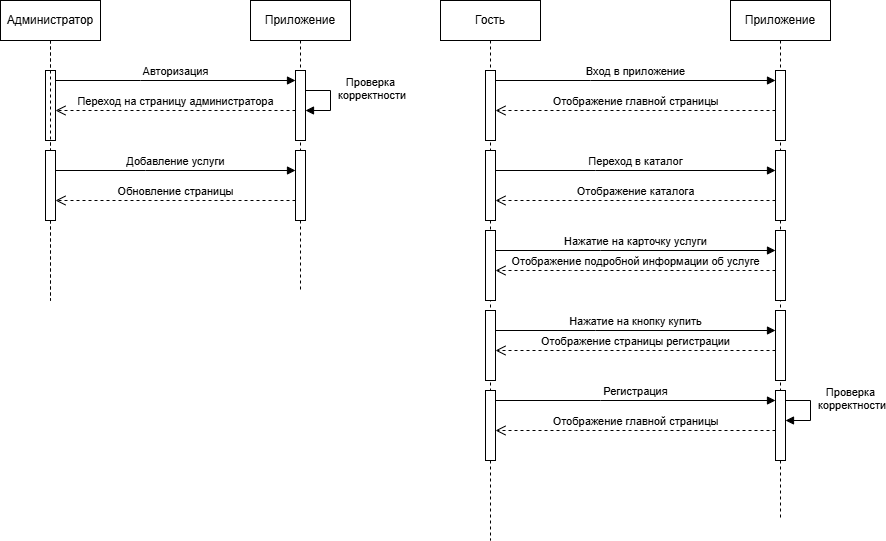 Администратор
Приложение
Авторизация
Проверка
корректности
Переход на страницу администратора
Добавление услуги
Обновление страницы
Гость
Приложение
Вход в приложение
Отображение главной страницы
Переход в каталог
Отображение каталога
Нажатие на карточку услуги
Отображение подробной информации об услуге
Нажатие на кнопку купить
Отображение страницы регистрации
Регистрация
Проверка
корректности
Отображение главной страницы